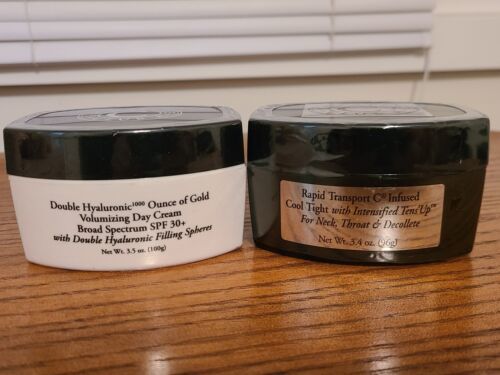 Double Hyaluronic¹⁰⁰⁰ Ounce of Gold
Volumizing Day Cream
Broad Spectrum SPF 30+
with Double Hyaluronic Filling Spheres
Net Wt. 3.5 oz. (100g)
Rapid Transport C® Infused
Cool Tight with Intensified Tens'Up™
For Neck, Throat & Decollete
Net Wt. 3.4 oz. (96g)